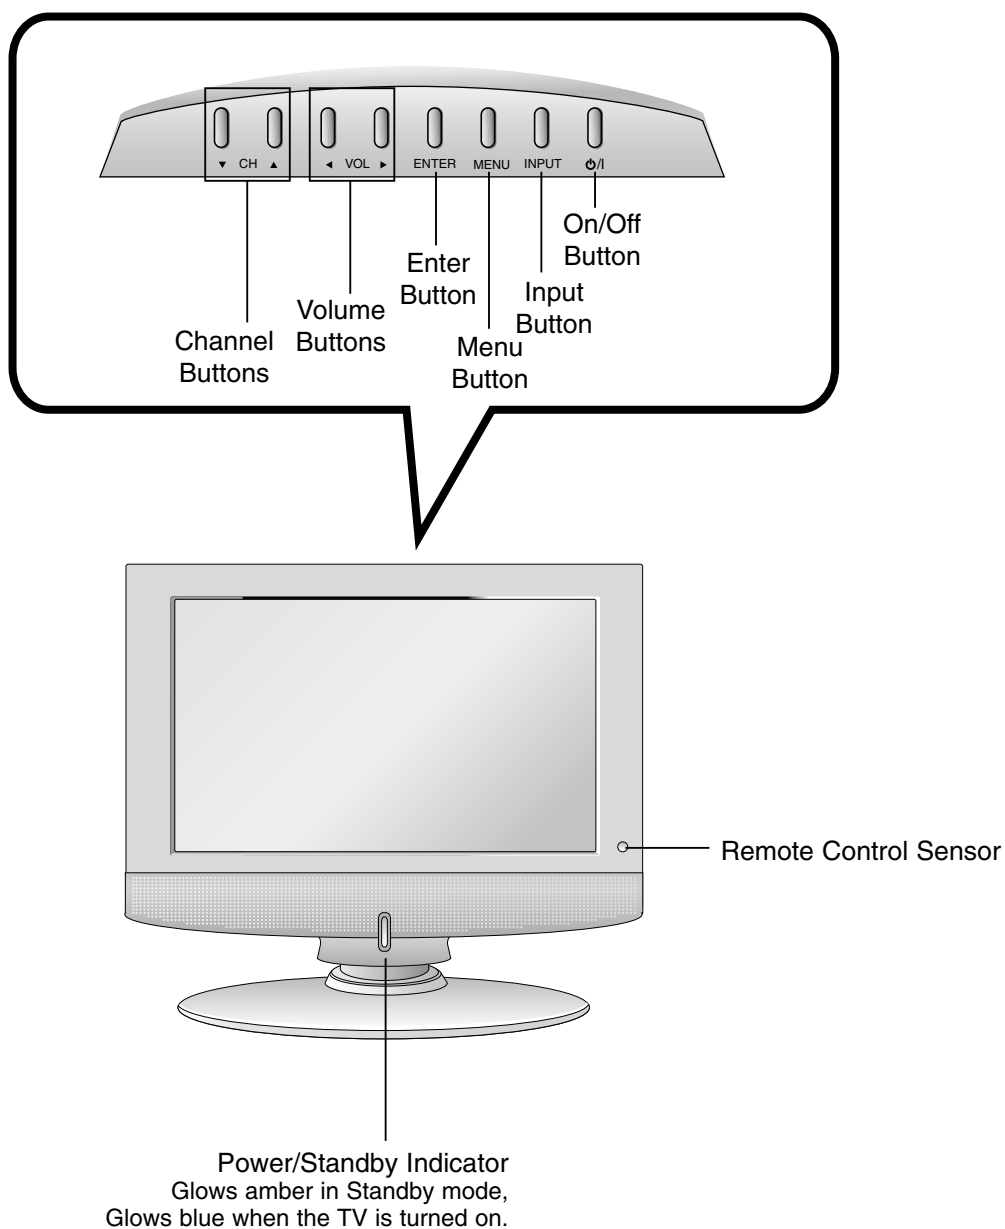 ▼ CH ▲ ◄ VOL ► ENTER MENU INPUT ⏻/I
On/Off
Button
Enter
Button
Input
Button
Volume
Buttons
Menu
Button
Channel
Buttons
Remote Control Sensor
Power/Standby Indicator
Glows amber in Standby mode,
Glows blue when the TV is turned on.